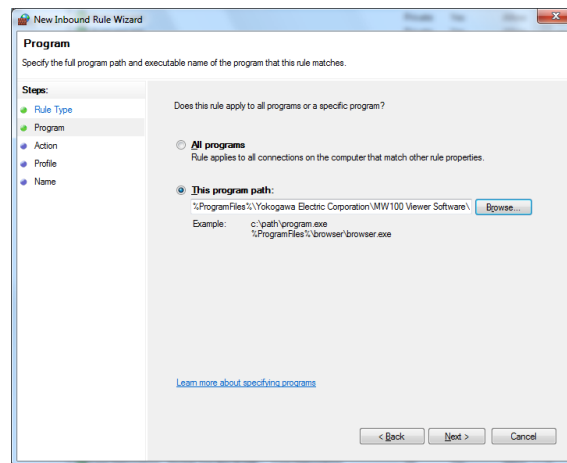 New Inbound Rule Wizard
Program
Specify the full program path and executable name of the program that this rule matches.
Steps:
Rule Type
Program
Action
Profile
Name
Does this rule apply to all programs or a specific program?
All programs
Rule applies to all connections on the computer that match other rule properties.
This program path:
%ProgramFiles%\Yokogawa Electric Corporation\MW100 Viewer Software\
Browse...
Example: c:\path\program.exe
%ProgramFiles%\browser\browser.exe
Learn more about specifying programs
< Back Next > Cancel